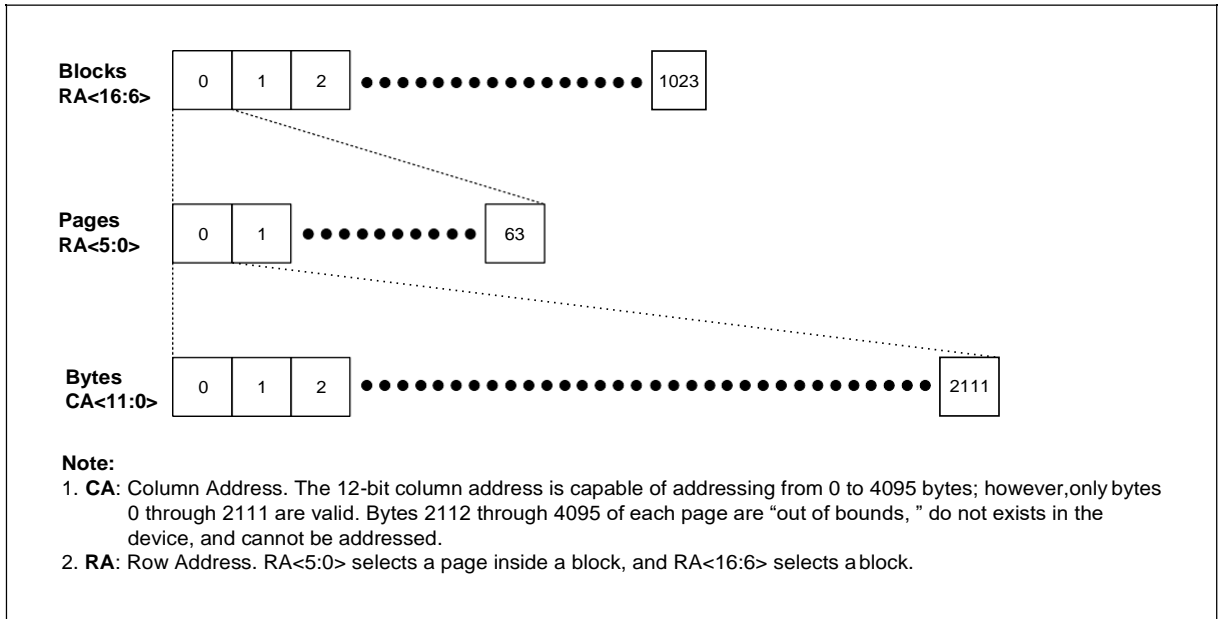 Blocks
RA<16:6>
0 1 2 1023
Pages
RA<5:0>
0 1 63
Bytes
CA<11:0>
0 1 2 2111
Note:
1. CA: Column Address. The 12-bit column address is capable of addressing from 0 to 4095 bytes; however,only bytes
0 through 2111 are valid. Bytes 2112 through 4095 of each page are “out of bounds, ” do not exists in the
device, and cannot be addressed.
2. RA: Row Address. RA<5:0> selects a page inside a block, and RA<16:6> selects a block.